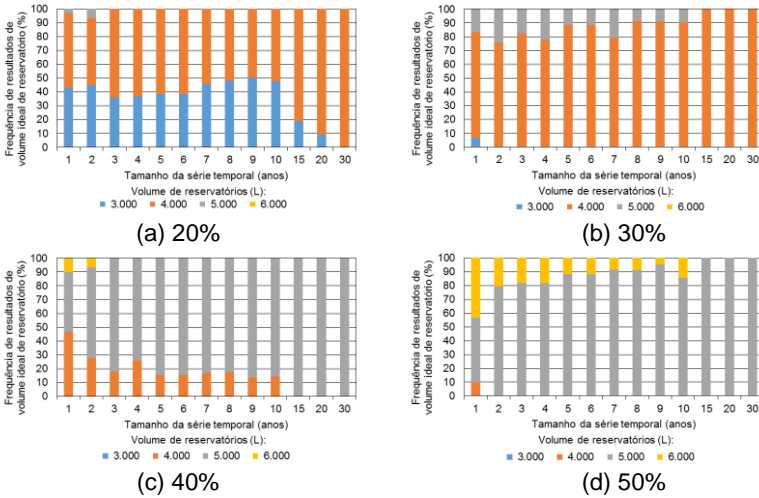 Frequência de resultados de
volume ideal de reservatório (%)
100
90
80
70
60
50
40
30
20
10
0
1 2 3 4 5 6 7 8 9 10 15 20 30
Tamanho da série temporal (anos)
Volume de reservatórios (L):
3.000 4.000 5.000 6.000
(a) 20%
Frequência de resultados de
volume ideal de reservatório (%)
100
90
80
70
60
50
40
30
20
10
0
1 2 3 4 5 6 7 8 9 10 15 20 30
Tamanho da série temporal (anos)
Volume de reservatórios (L):
3.000 4.000 5.000 6.000
(b) 30%
Frequência de resultados de
volume ideal de reservatório (%)
100
90
80
70
60
50
40
30
20
10
0
1 2 3 4 5 6 7 8 9 10 15 20 30
Tamanho da série temporal (anos)
Volume de reservatórios (L):
3.000 4.000 5.000 6.000
(c) 40%
Frequência de resultados de
volume ideal de reservatório (%)
100
90
80
70
60
50
40
30
20
10
0
1 2 3 4 5 6 7 8 9 10 15 20 30
Tamanho da série temporal (anos)
Volume de reservatórios (L):
3.000 4.000 5.000 6.000
(d) 50%